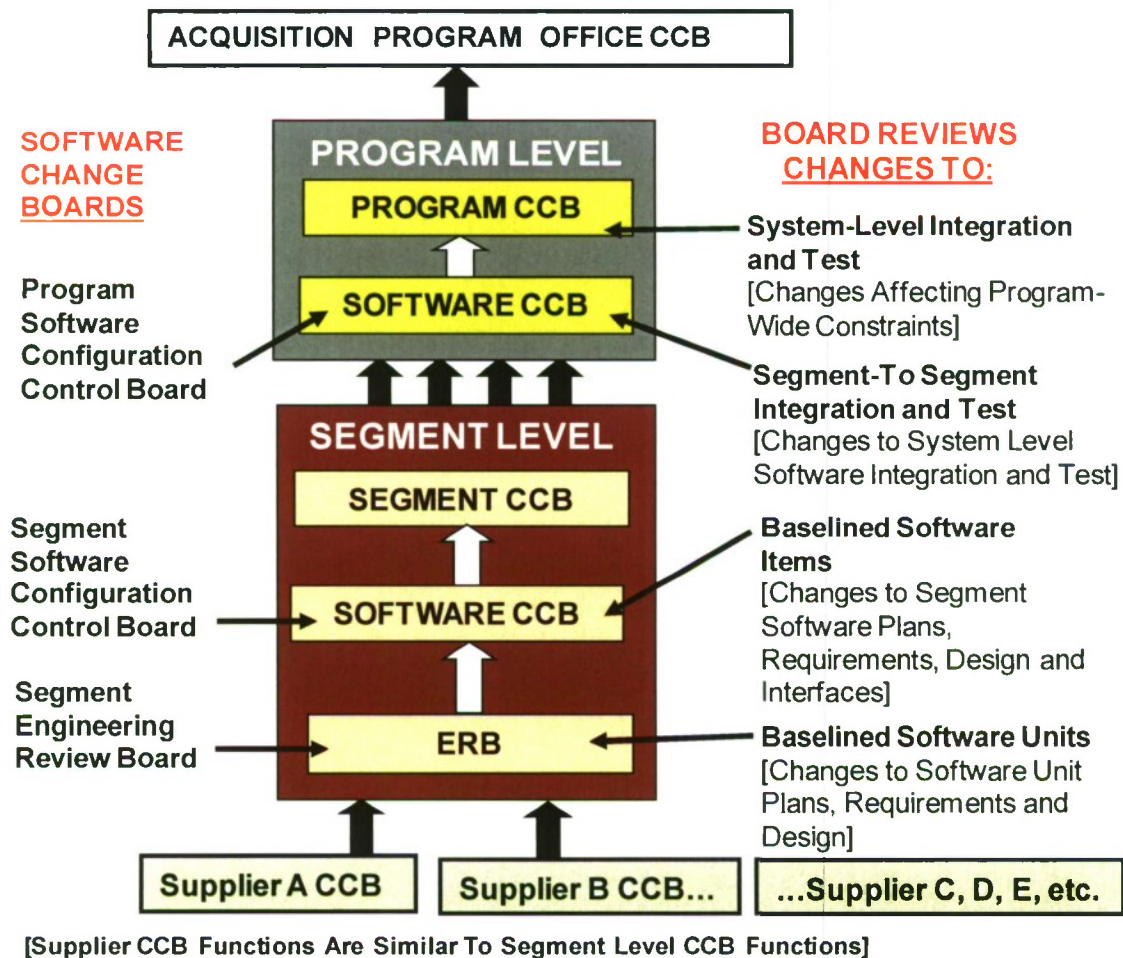 ACQUISITION PROGRAM OFFICE CCB
SOFTWARE
CHANGE
BOARDS
PROGRAM LEVEL
PROGRAM CCB
SOFTWARE CCB
BOARD REVIEWS
CHANGES TO:
System-Level Integration
and Test
[Changes Affecting Program-
Wide Constraints]
Program
Software
Configuration
Control Board
Segment-To Segment
Integration and Test
[Changes to System Level
Software Integration and Test]
SEGMENT LEVEL
SEGMENT CCB
SOFTWARE CCB
ERB
Segment
Software
Configuration
Control Board
Baselined Software
Items
[Changes to Segment
Software Plans,
Requirements, Design and
Interfaces]
Segment
Engineering
Review Board
Baselined Software Units
[Changes to Software Unit
Plans, Requirements and
Design]
Supplier A CCB
Supplier B CCB...
...Supplier C, D, E, etc.
[Supplier CCB Functions Are Similar To Segment Level CCB Functions]